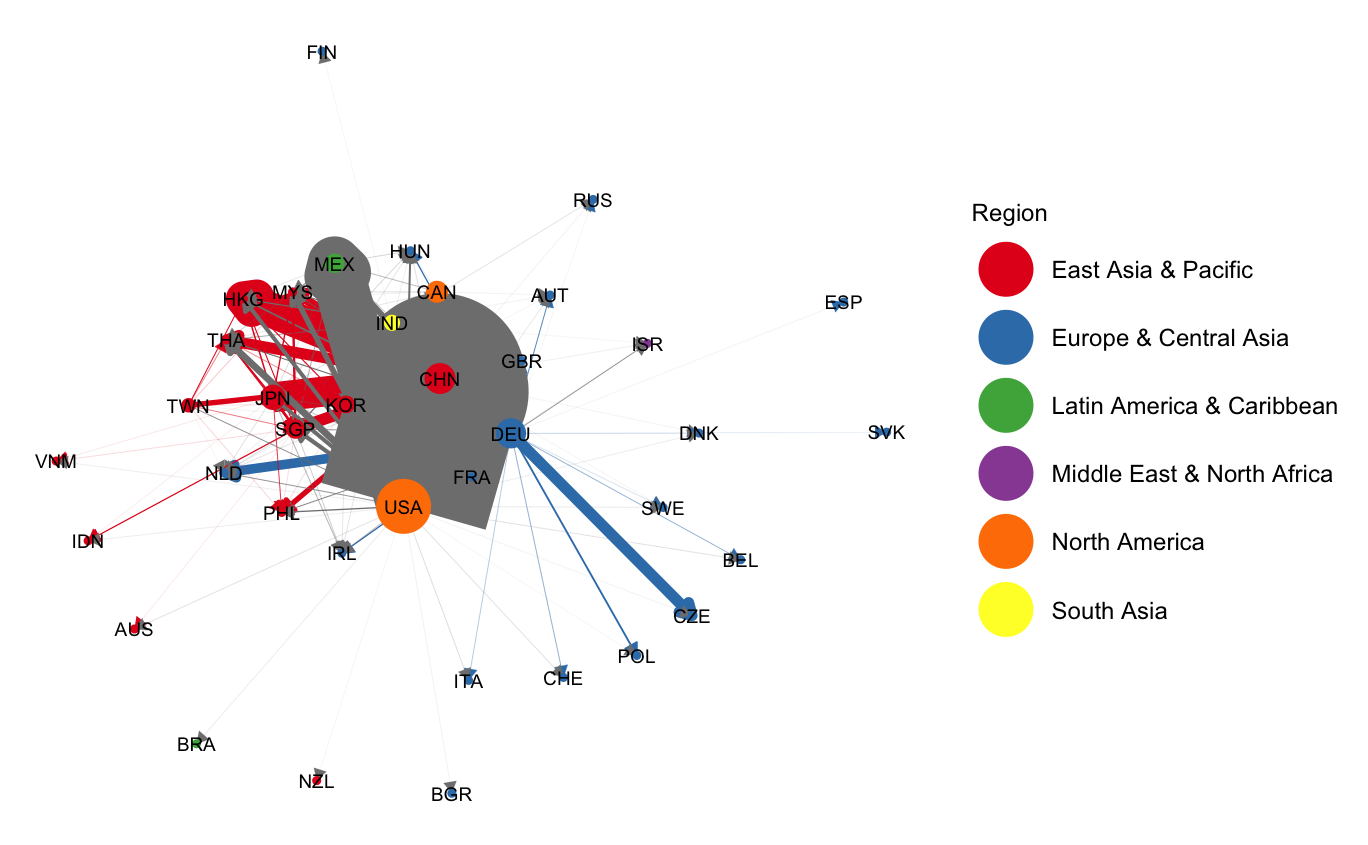 FIN
RUS
HUN
MEX
CAN
HKG
MYS
AUT
ESP
IND
THA
ISR
GBR
CHN
JPN
TWN
KOR
SGP
DEU
DNK
SVK
VNM
NLD
FRA
PHL
USA
SWE
IDN
IRL
BEL
CZE
AUS
POL
ITA
CHE
BRA
NZL
BGR
Region
East Asia & Pacific
Europe & Central Asia
Latin America & Caribbean
Middle East & North Africa
North America
South Asia